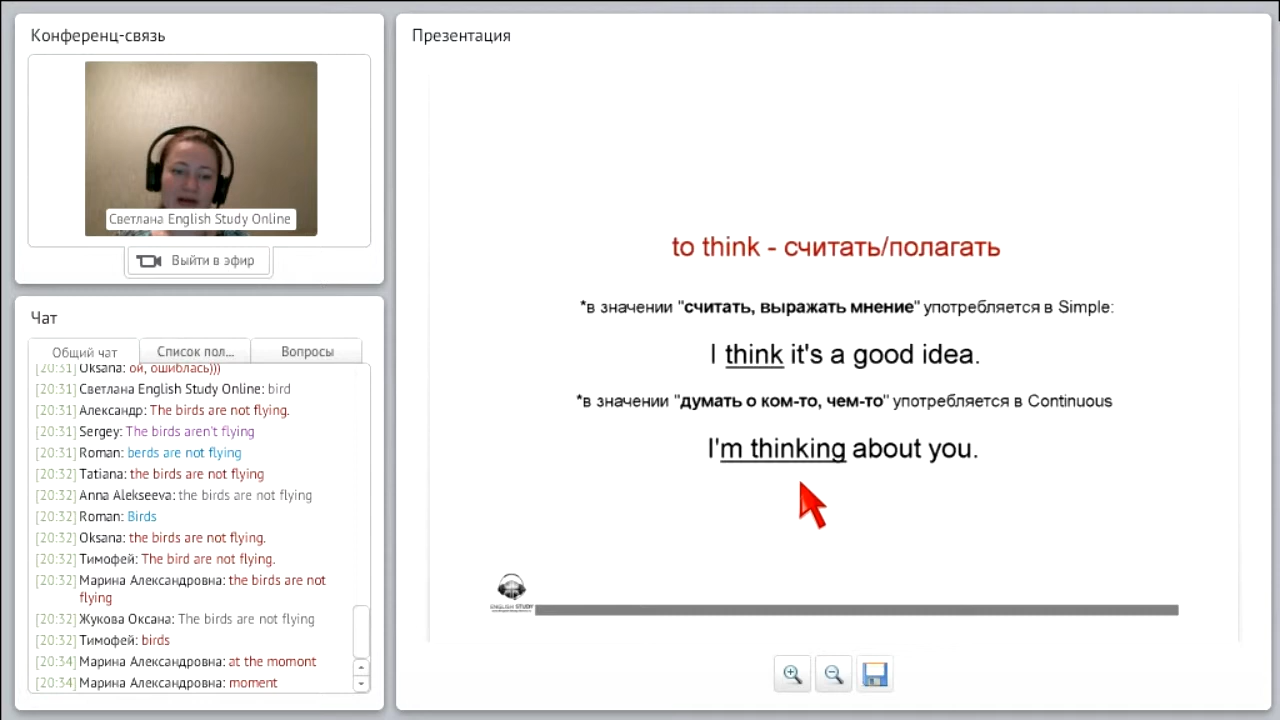 Конференц-связь
Светлана English Study Online
Выйти в эфир
Чат
Общий чат
Список пол...
Вопросы
[20:31] Oksana: ой, ошиблась)))
[20:31] Светлана English Study Online: bird
[20:31] Александр: The birds are not flying.
[20:31] Sergey: The birds aren't flying
[20:31] Roman: berds are not flying
[20:32] Tatiana: the birds are not flying
[20:32] Anna Alekseeva: the birds are not flying
[20:32] Roman: Birds
[20:32] Oksana: the birds are not flying.
[20:32] Тимофей: The bird are not flying.
[20:32] Марина Александровна: the birds are not
flying
[20:32] Жукова Оксана: The birds are not flying
[20:32] Тимофей: birds
[20:34] Марина Александровна: at the momont
[20:34] Марина Александровна: moment
Презентация
to think - считать/полагать
*в значении "считать, выражать мнение" употребляется в Simple:
I think it's a good idea.
*в значении "думать о ком-то, чем-то" употребляется в Continuous
I'm thinking about you.
ENGLISH STUDY